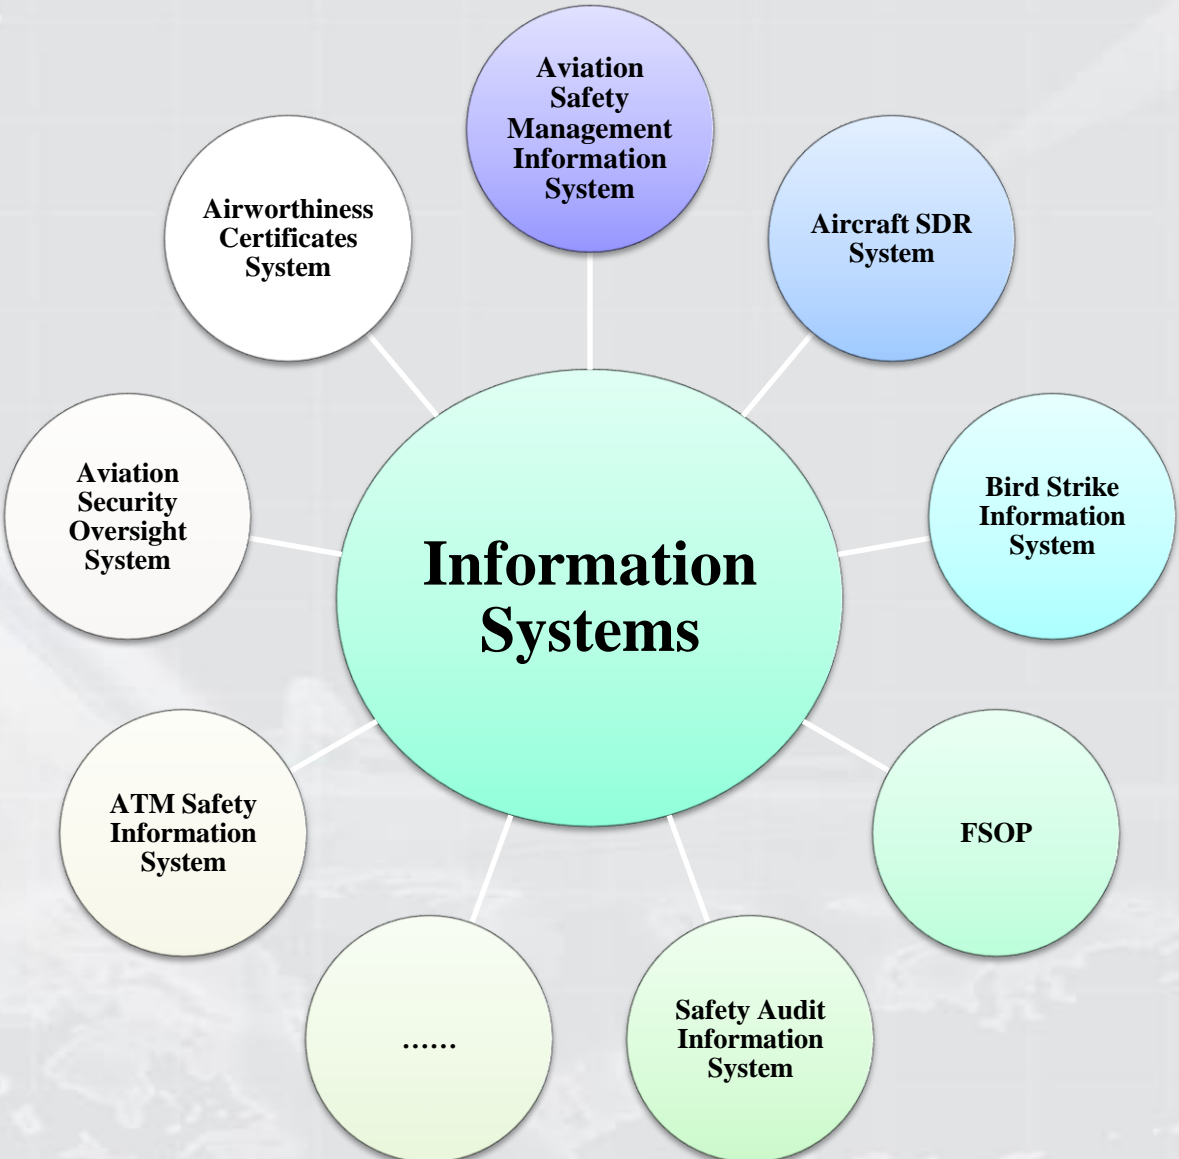 Aviation
Safety
Management
Information
System
Aircraft SDR
System
Bird Strike
Information
System
FSOP
Safety Audit
Information
System
......
ATM Safety
Information
System
Aviation
Security
Oversight
System
Airworthiness
Certificates
System
Information
Systems